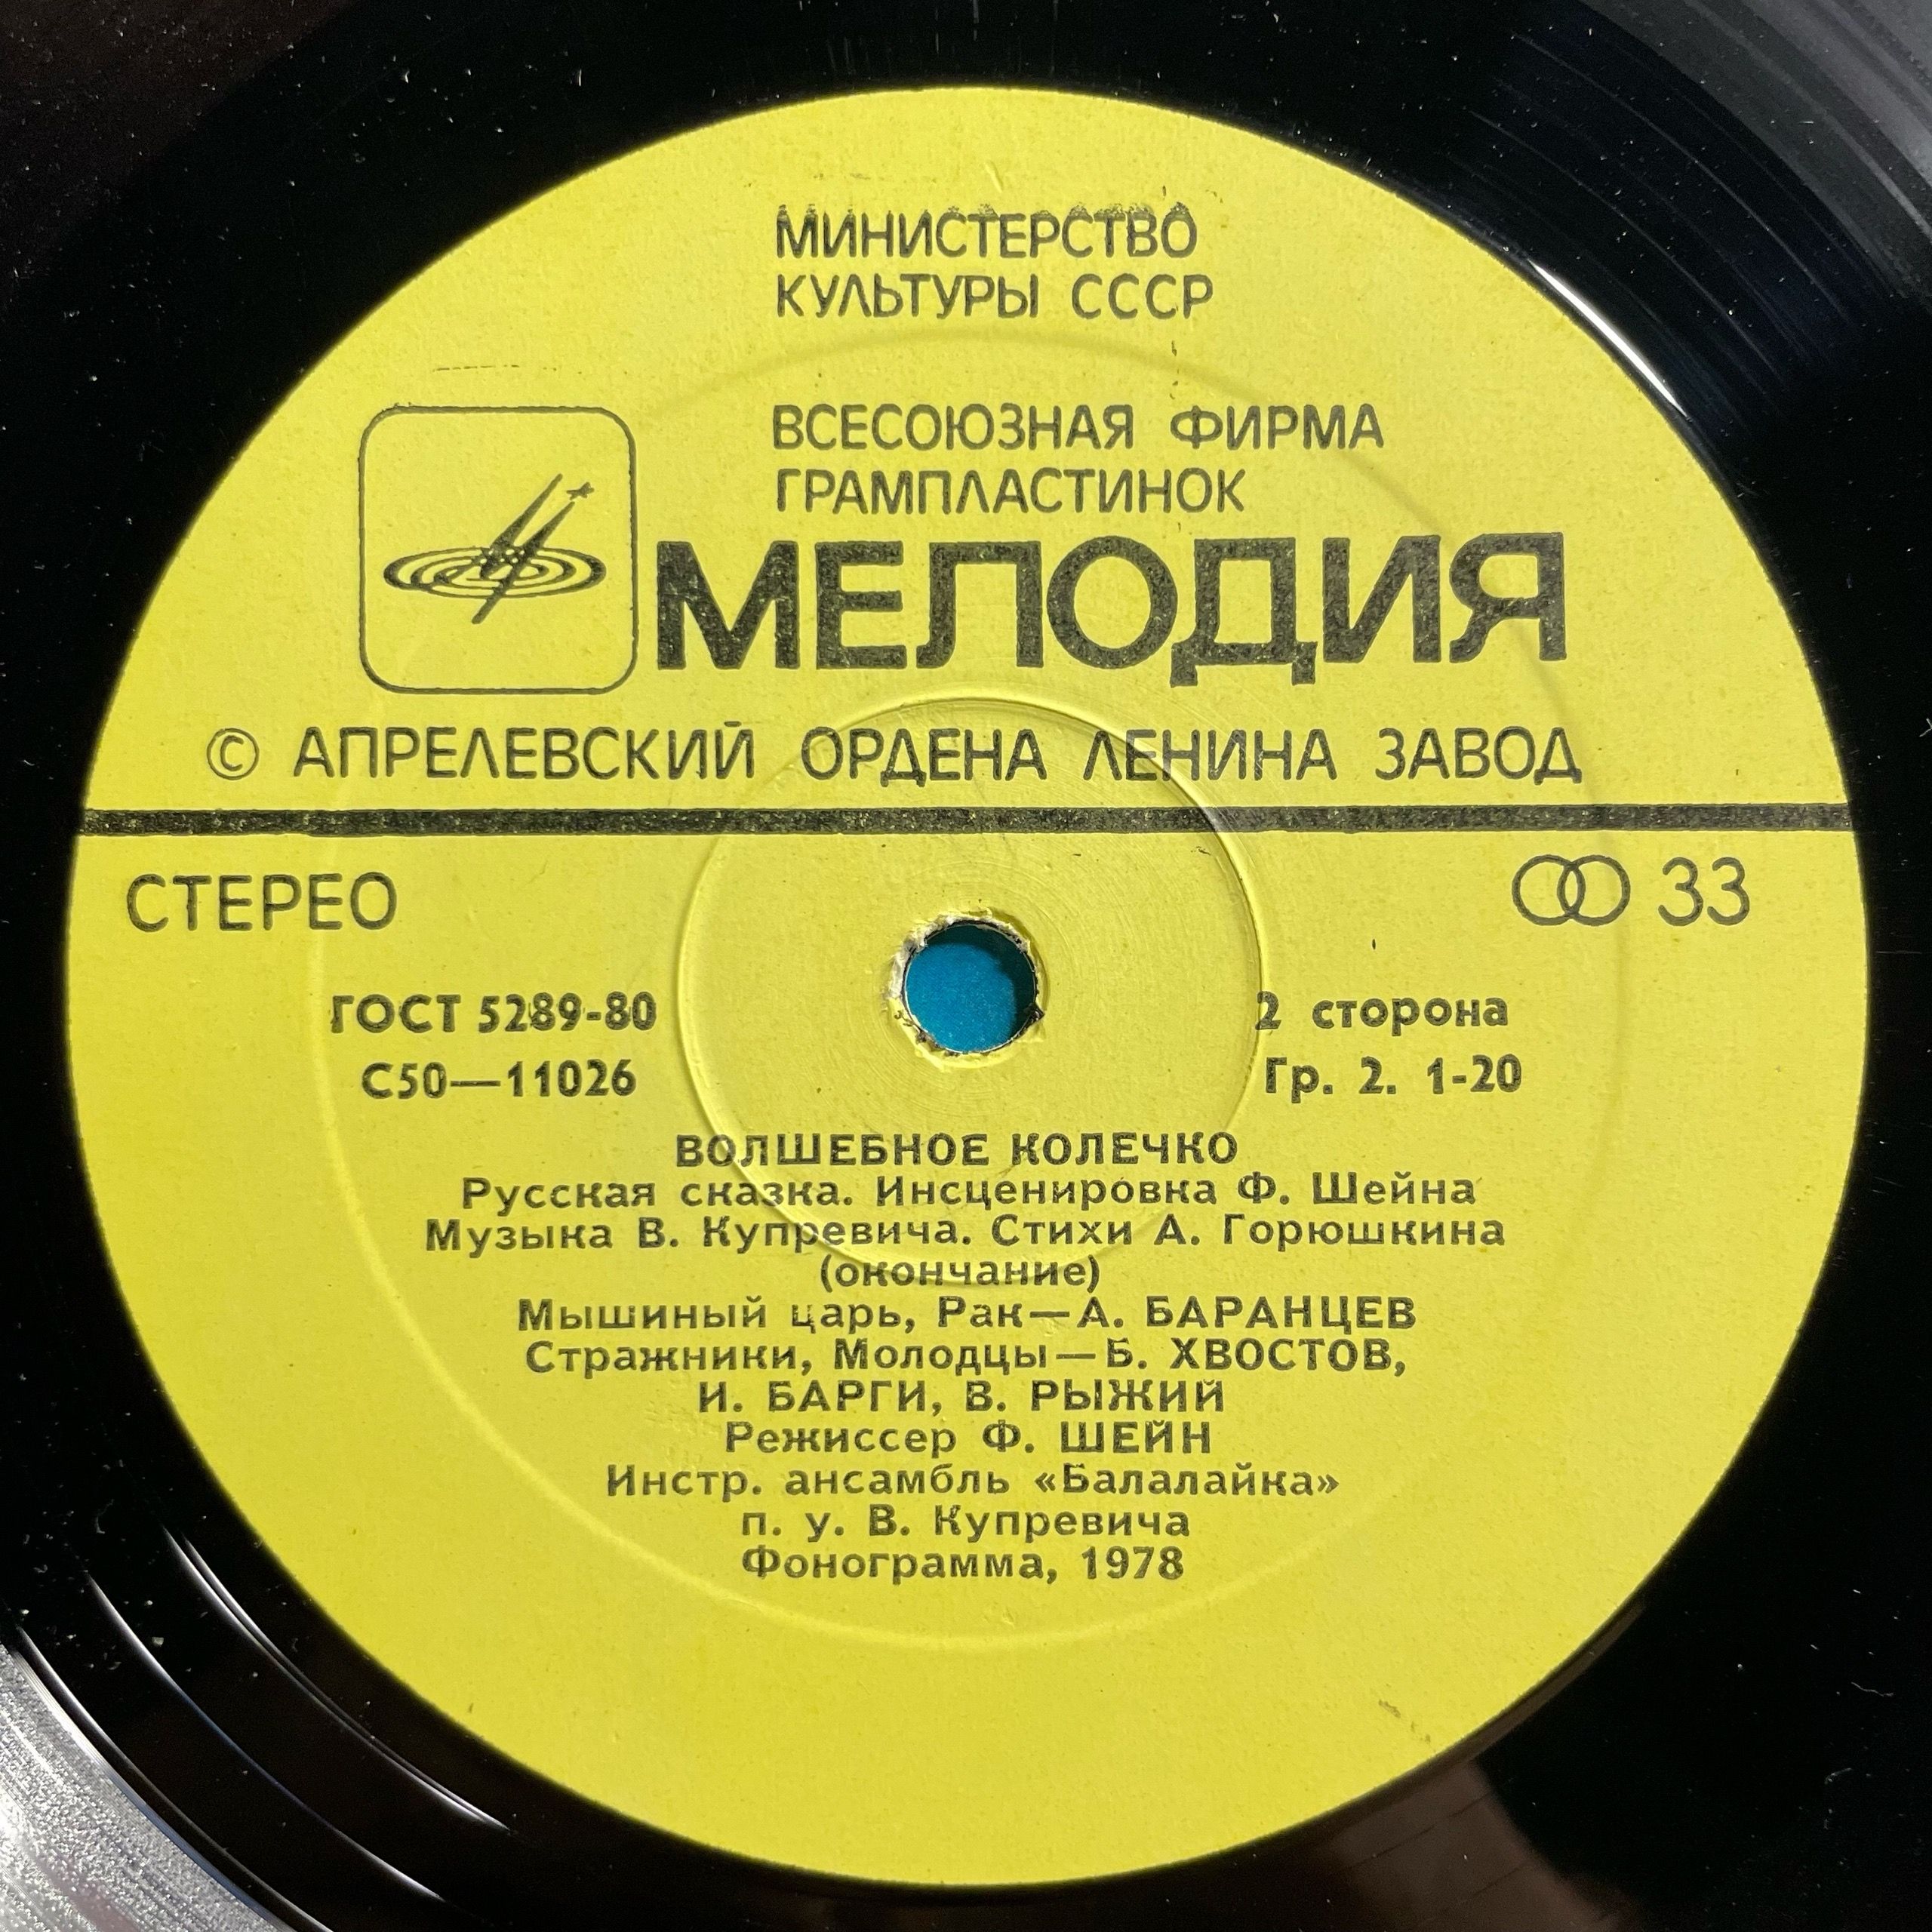 МИНИСТЕРСТВО
КУЛЬТУРЫ СССР
ВСЕСОЮЗНАЯ ФИРМА
ГРАМПЛАСТИНОК
МЕЛОДИЯ
© АПРЕЛЕВСКИЙ ОРДЕНА ЛЕНИНА ЗАВОД
СТЕРЕО
33
ГОСТ 5289-80
2 сторона
С50—11026
Гр. 2. 1-20
ВОЛШЕБНОЕ КОЛЕЧКО
Русская сказка. Инсценировка Ф. Шейна
Музыка В. Купревича. Стихи А. Горюшкина
(окончание)
Мышиный царь, Рак—А. БАРАНЦЕВ
Стражники, Молодцы—Б. ХВОСТОВ,
И. БАРГИ, В. РЫЖИЙ
Режиссер Ф. ШЕЙН
Инстр. ансамбль «Балалайка»
п. у. В. Купревича
Фонограмма, 1978